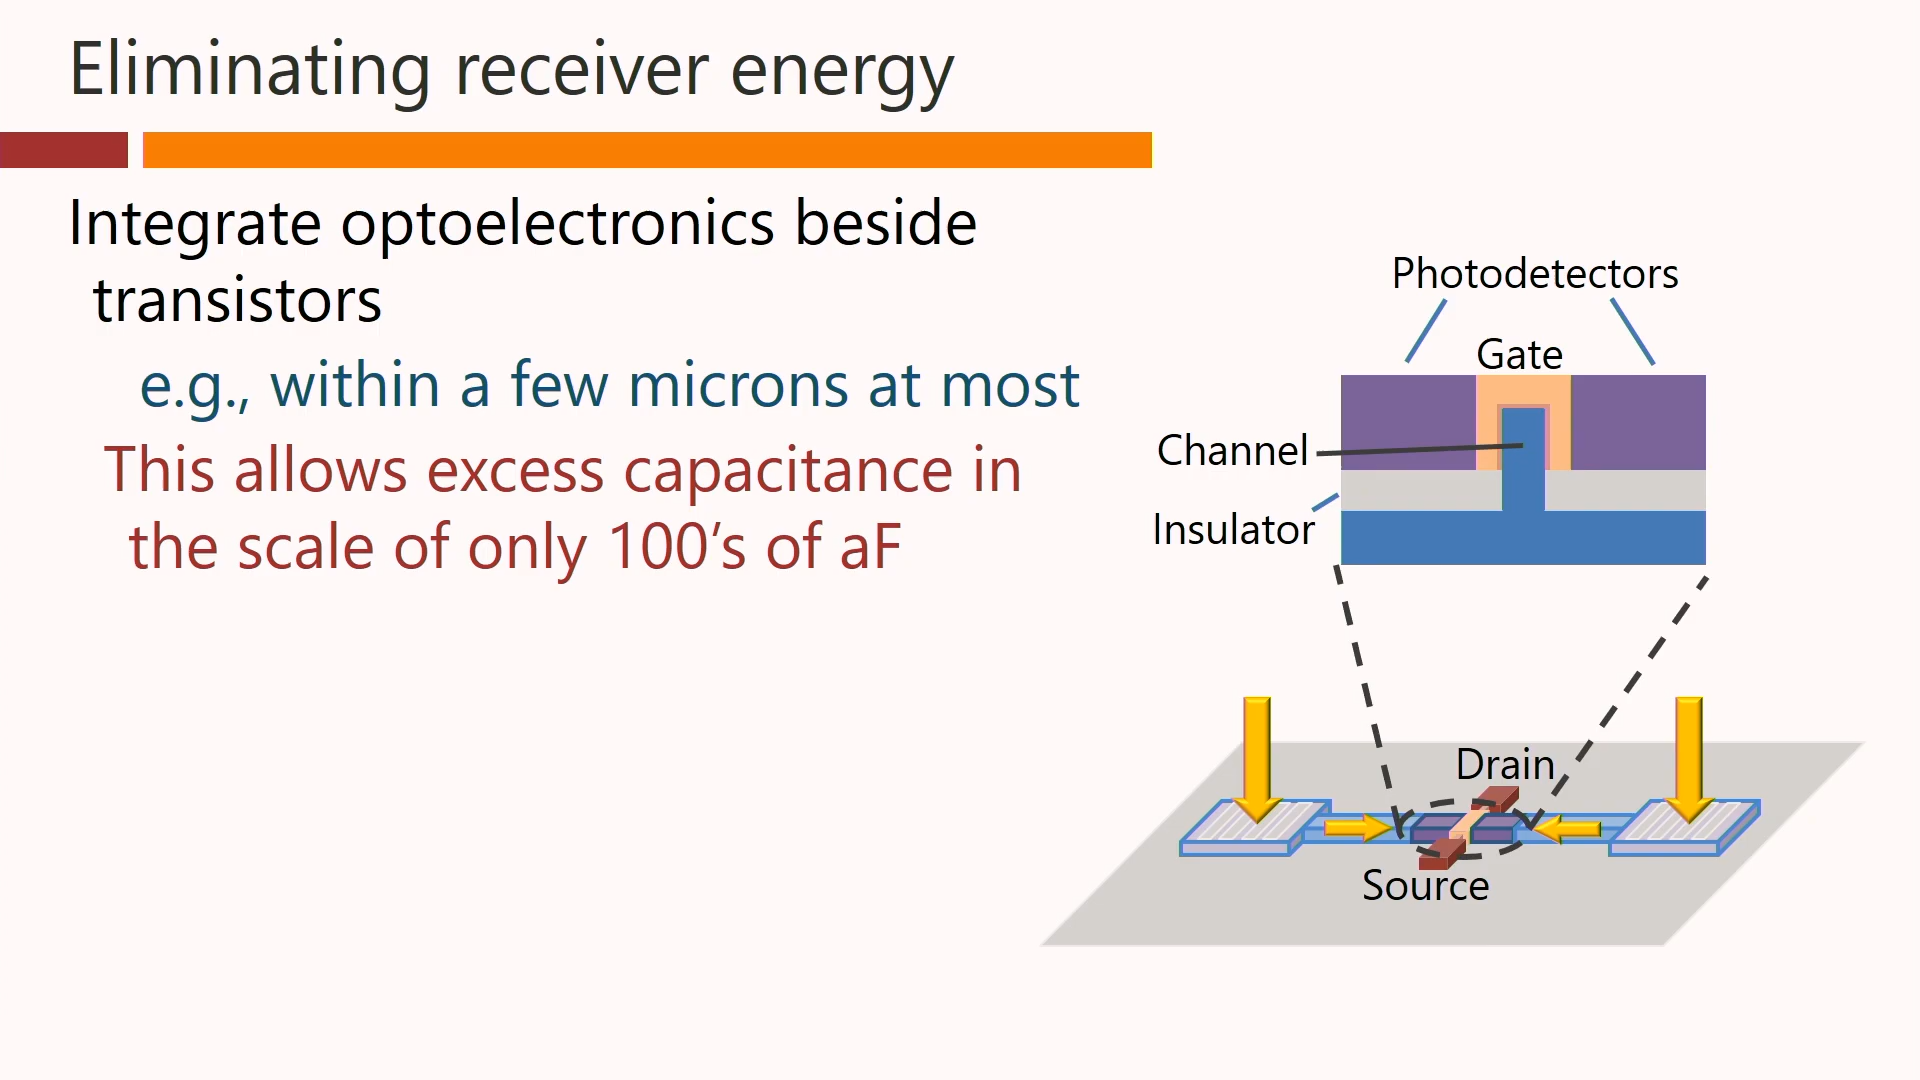 Eliminating receiver energy
Integrate optoelectronics beside
transistors
e.g., within a few microns at most
This allows excess capacitance in
the scale of only 100’s of aF
Photodetectors
Gate
Channel
Insulator
Drain
Source